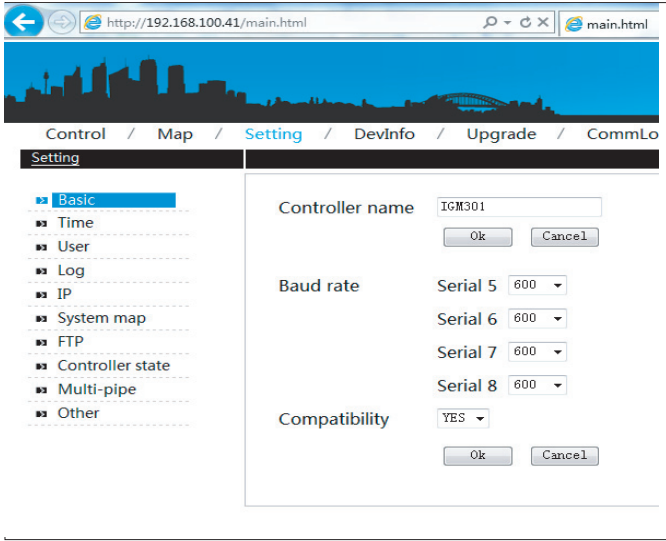 http://192.168.100.41/main.html main.html
Control / Map / Setting / DevInfo / Upgrade / CommLo
Setting
Basic
Time
User
Log
IP
System map
FTP
Controller state
Multi-pipe
Other
Controller name IGM301
Ok Cancel
Baud rate Serial 5 600
Serial 6 600
Serial 7 600
Serial 8 600
Compatibility YES
Ok Cancel